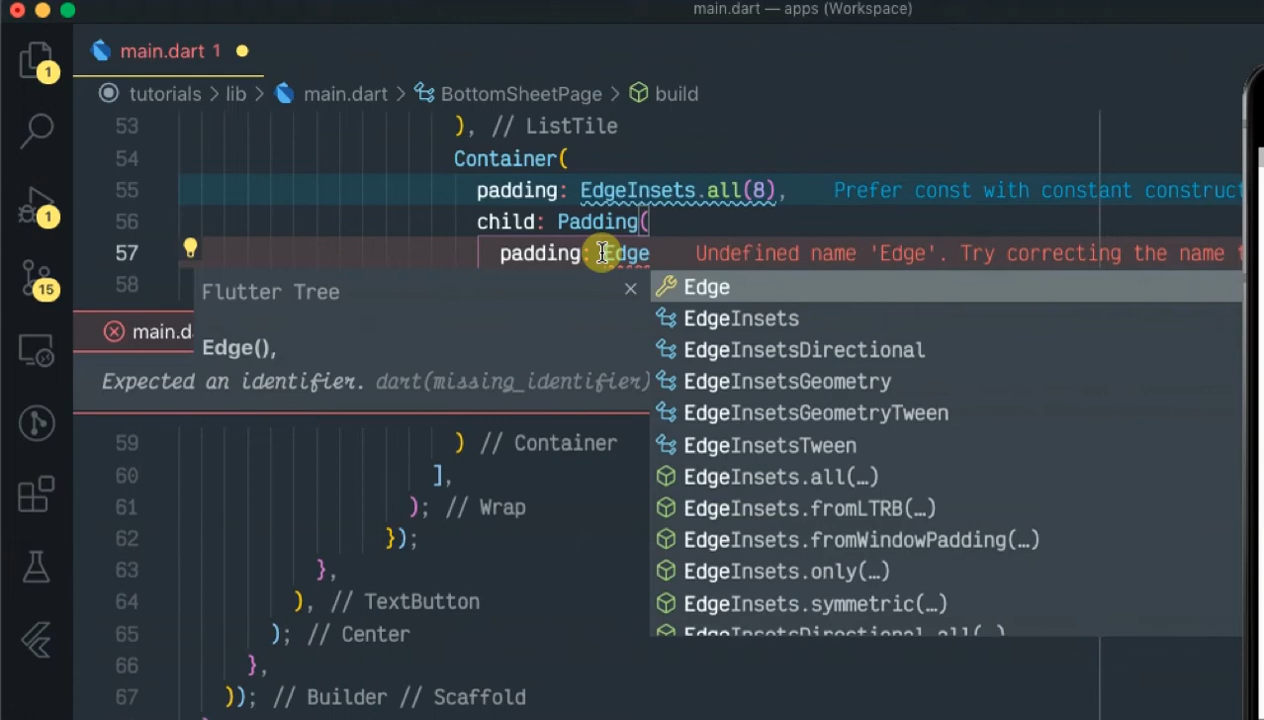 main.dart — apps (Workspace)
main.dart 1
1
tutorials > lib > main.dart > BottomSheetPage > build
53 ), // ListTile
54 Container(
55 padding: EdgeInsets.all(8), Prefer const with constant construct
56 child: Padding(
1
57 padding: Edge Undefined name 'Edge'. Try correcting the name t
58
15
Flutter Tree ×
Edge(),
main.d
Expected an identifier. dart(missing_identifier)
Edge
EdgeInsets
EdgeInsetsDirectional
EdgeInsetsGeometry
EdgeInsetsGeometryTween
EdgeInsetsTween
EdgeInsets.all(…)
EdgeInsets.fromLTRB(…)
EdgeInsets.fromWindowPadding(…)
EdgeInsets.only(…)
EdgeInsets.symmetric(…)
EdgeInsetsDirectional.all(…)
59 ) // Container
60 ],
61 ); // Wrap
62 });
63 },
64 ), // TextButton
65 ); // Center
66 },
67 )); // Builder // Scaffold